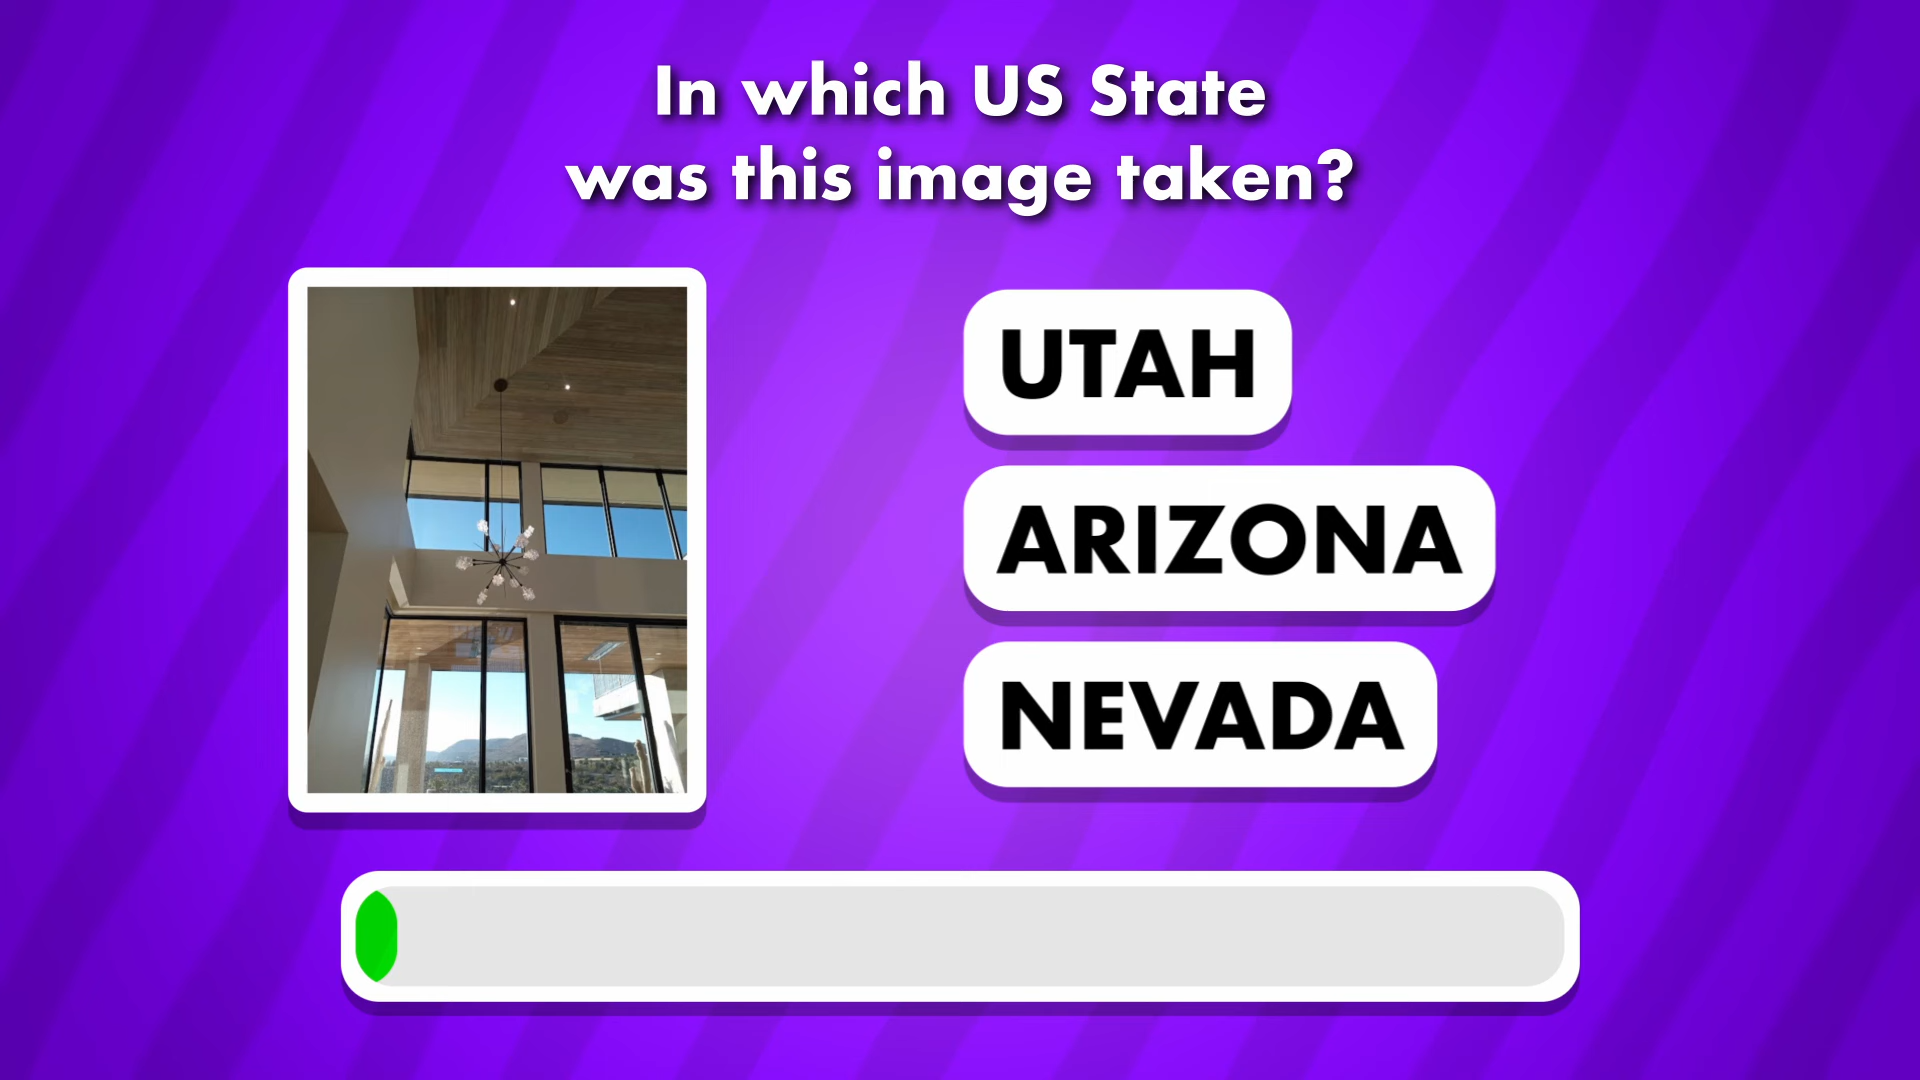 In which US State
was this image taken?
UTAH
ARIZONA
NEVADA